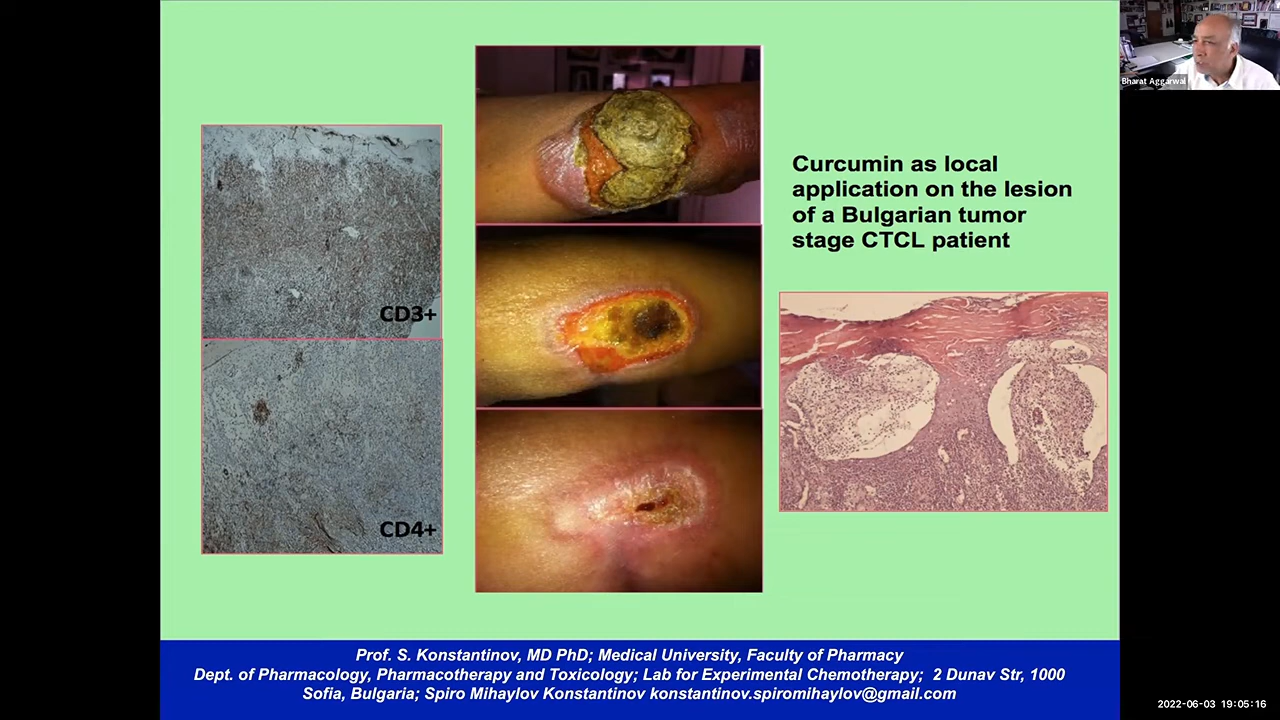 Bharat Aggarwal
Curcumin as local
application on the lesion
of a Bulgarian tumor
stage CTCL patient
CD3+
CD4+
Prof. S. Konstantinov, MD PhD; Medical University, Faculty of Pharmacy
Dept. of Pharmacology, Pharmacotherapy and Toxicology; Lab for Experimental Chemotherapy; 2 Dunav Str, 1000
Sofia, Bulgaria; Spiro Mihaylov Konstantinov konstantinov.spiromihaylov@gmail.com
2022-06-03 19:05:16